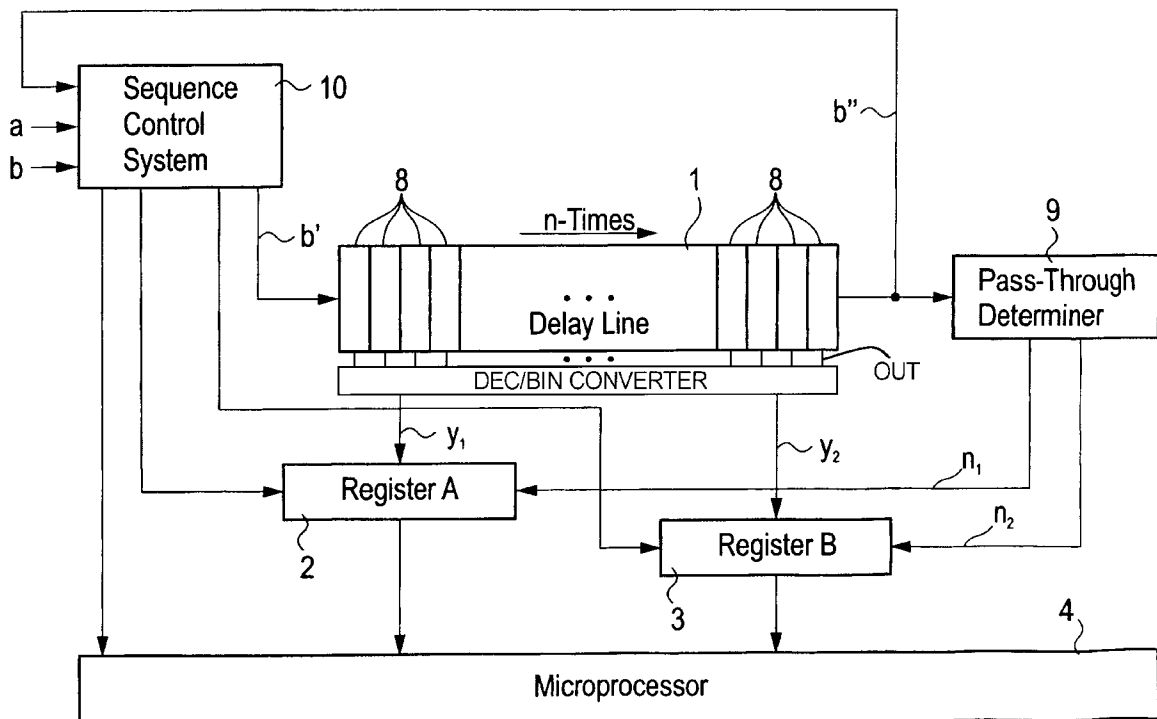 Sequence
Control
System
10
a
b
b'
b''
8
n-Times
1
8
9
Pass-Through
Determiner
• • •
Delay Line
• • •
OUT
DEC/BIN CONVERTER
y₁
y₂
n₁
Register A
2
n₂
Register B
3
4
Microprocessor